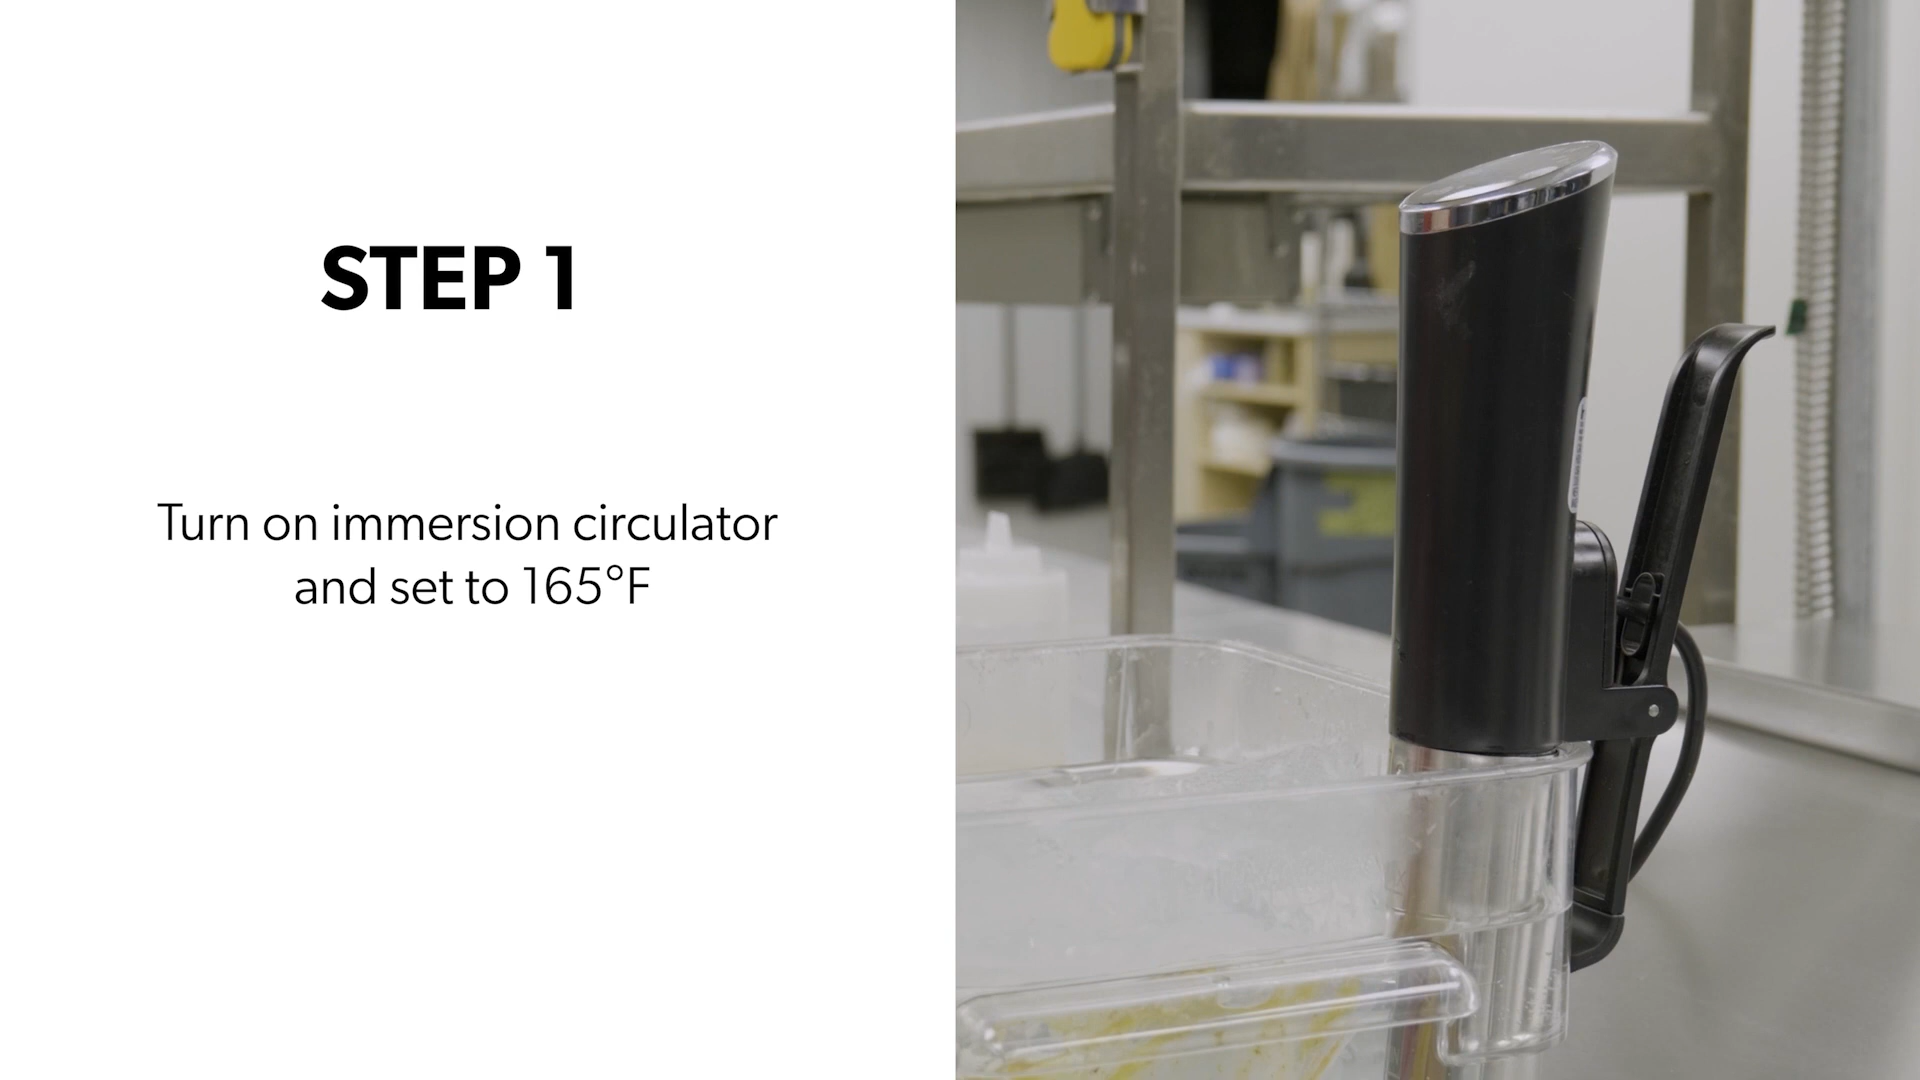 STEP 1
Turn on immersion circulator
and set to 165°F